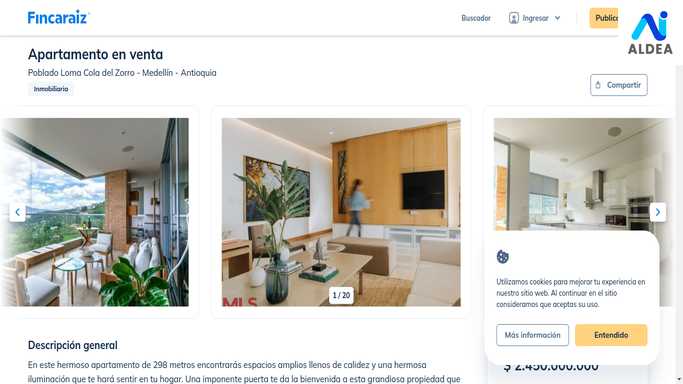 Fincaraiz
Buscador
Ingresar
Public
ALDEA
Apartamento en venta
Poblado Loma Cola del Zorro - Medellín - Antioquia
Inmobiliario
Compartir
MLS
1 / 20
Utilizamos cookies para mejorar tu experiencia en
nuestro sitio web. Al continuar en el sitio
consideramos que aceptas su uso.
Más información
Entendido
$ 2.450.000.000
Descripción general
En este hermoso apartamento de 298 metros encontrarás espacios amplios llenos de calidez y una hermosa
iluminación que te hará sentir en tu hogar. Una imponente puerta te da la bienvenida a esta grandiosa propiedad que